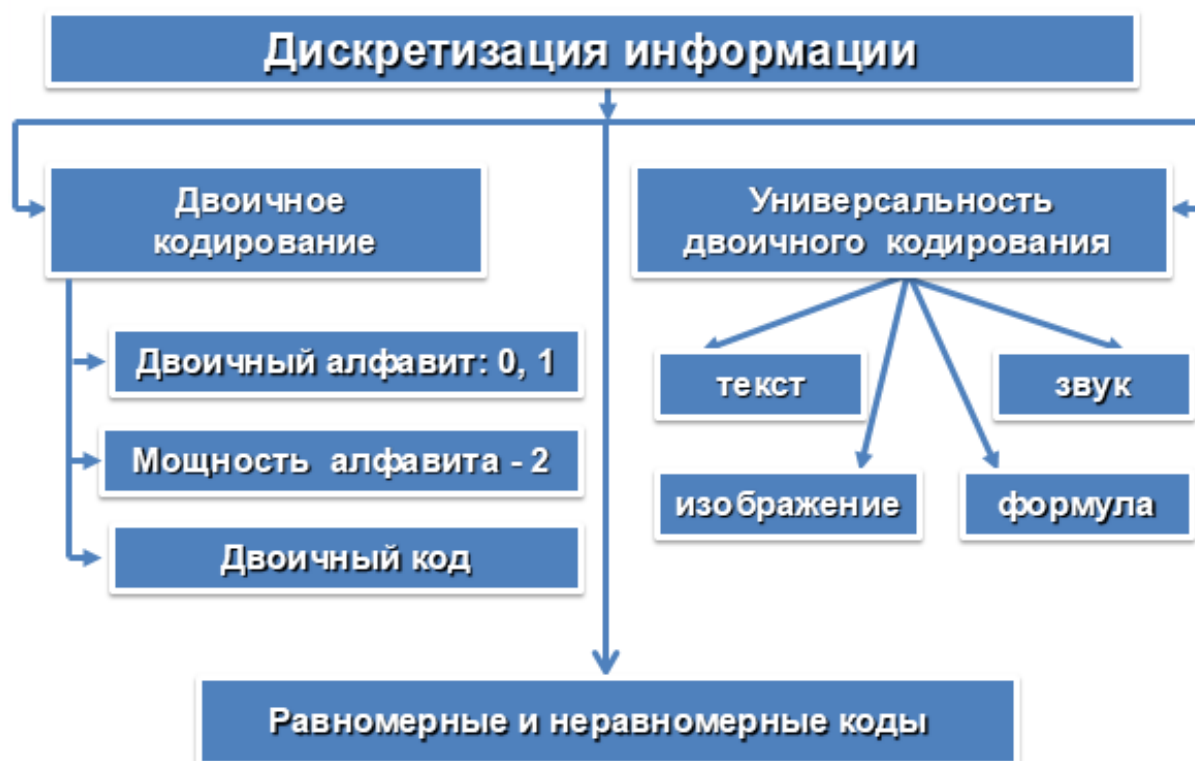 Дискретизация информации
Двоичное
кодирование
Двоичный алфавит: 0, 1
Мощность алфавита - 2
Двоичный код
Универсальность
двоичного кодирования
текст
звук
изображение
формула
Равномерные и неравномерные коды